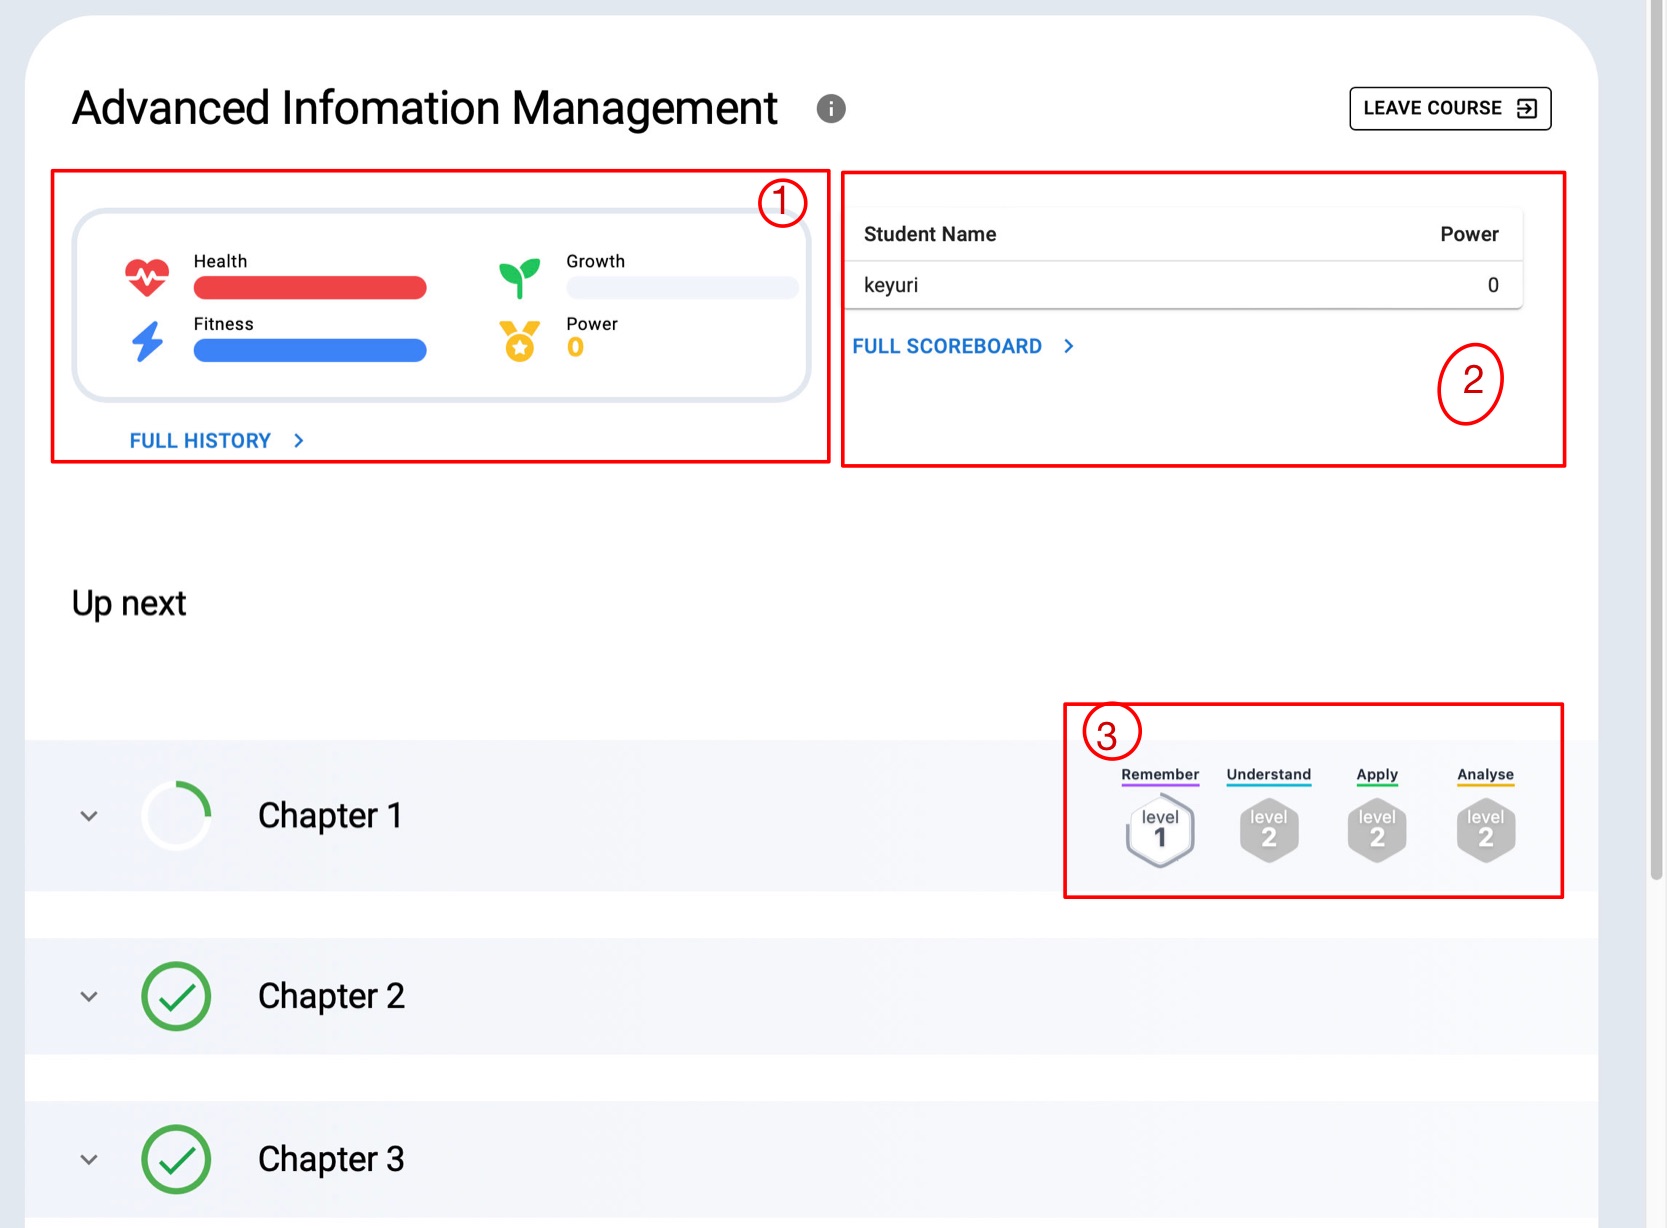 Advanced Infomation Management
i
LEAVE COURSE
1
Health
Growth
Fitness
Power
0
FULL HISTORY
Student Name Power
keyuri 0
FULL SCOREBOARD
2
Up next
3
Remember Understand Apply Analyse
level level level level
1 2 2 2
Chapter 1
Chapter 2
Chapter 3